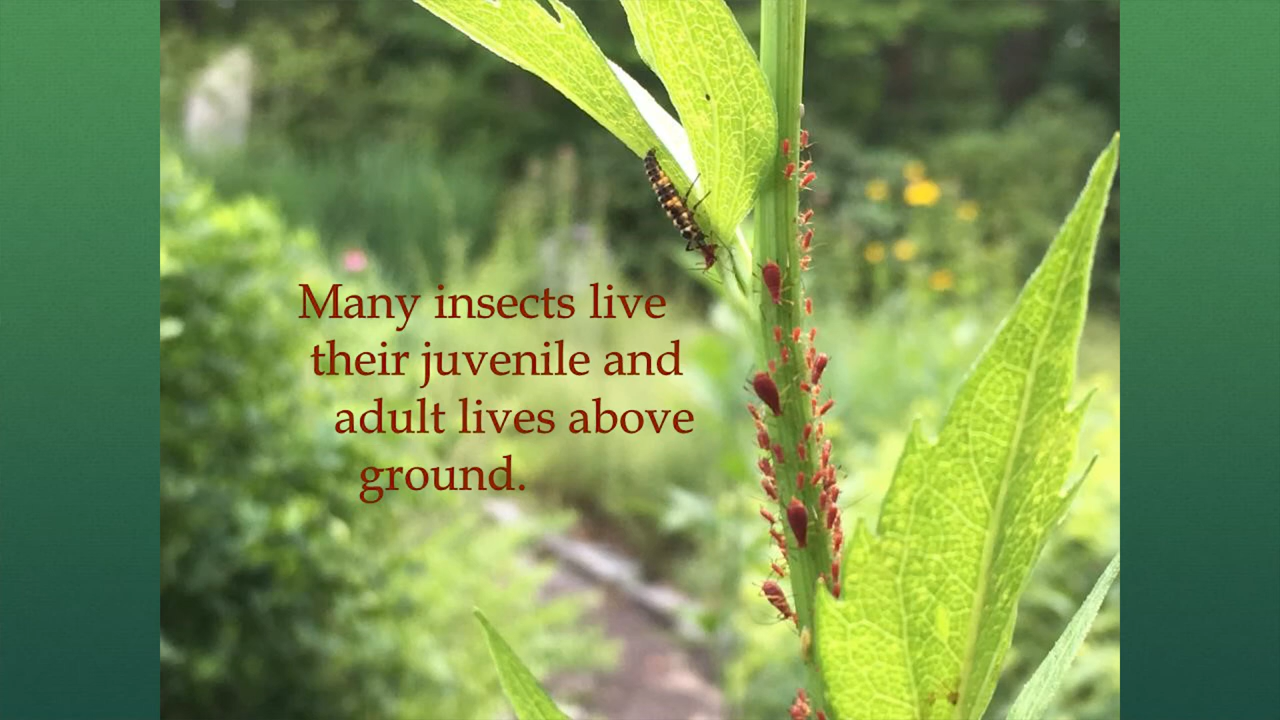 Many insects live
their juvenile and
adult lives above
ground.